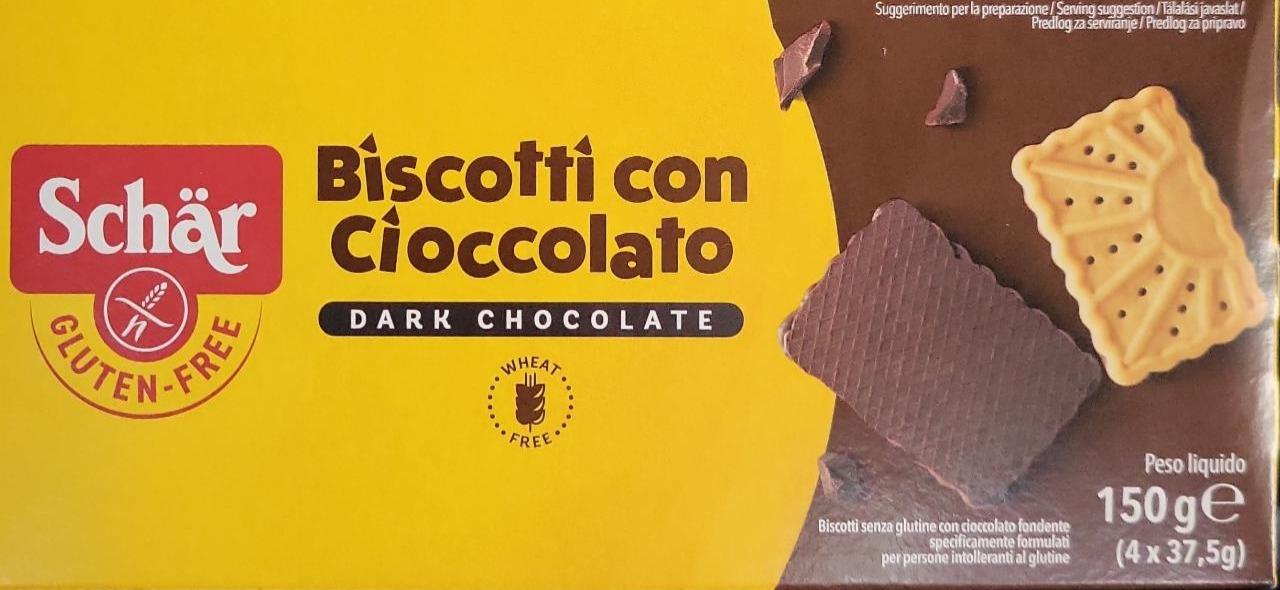 Suggerimento per la preparazione / Serving suggestion / Tálalási javaslat /
Predlog za serviranje / Predlog za pripravo
Schär
GLUTEN-FREE
Biscotti con
Cioccolato
DARK CHOCOLATE
WHEAT
FREE
Biscotti senza glutine con cioccolato fondente
specificamente formulati
per persone intolleranti al glutine
Peso liquido
150 g e
(4 x 37,5g)